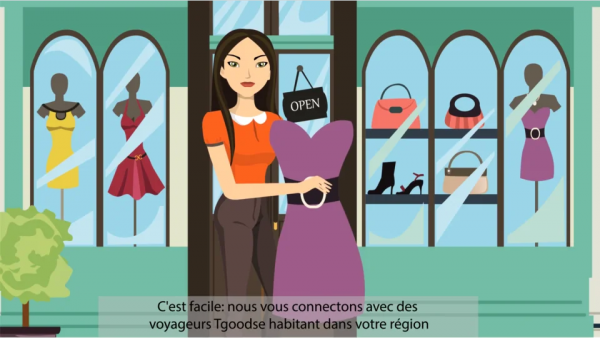 OPEN
C'est facile: nous vous connectons avec des
voyageurs Tgoodse habitant dans votre région